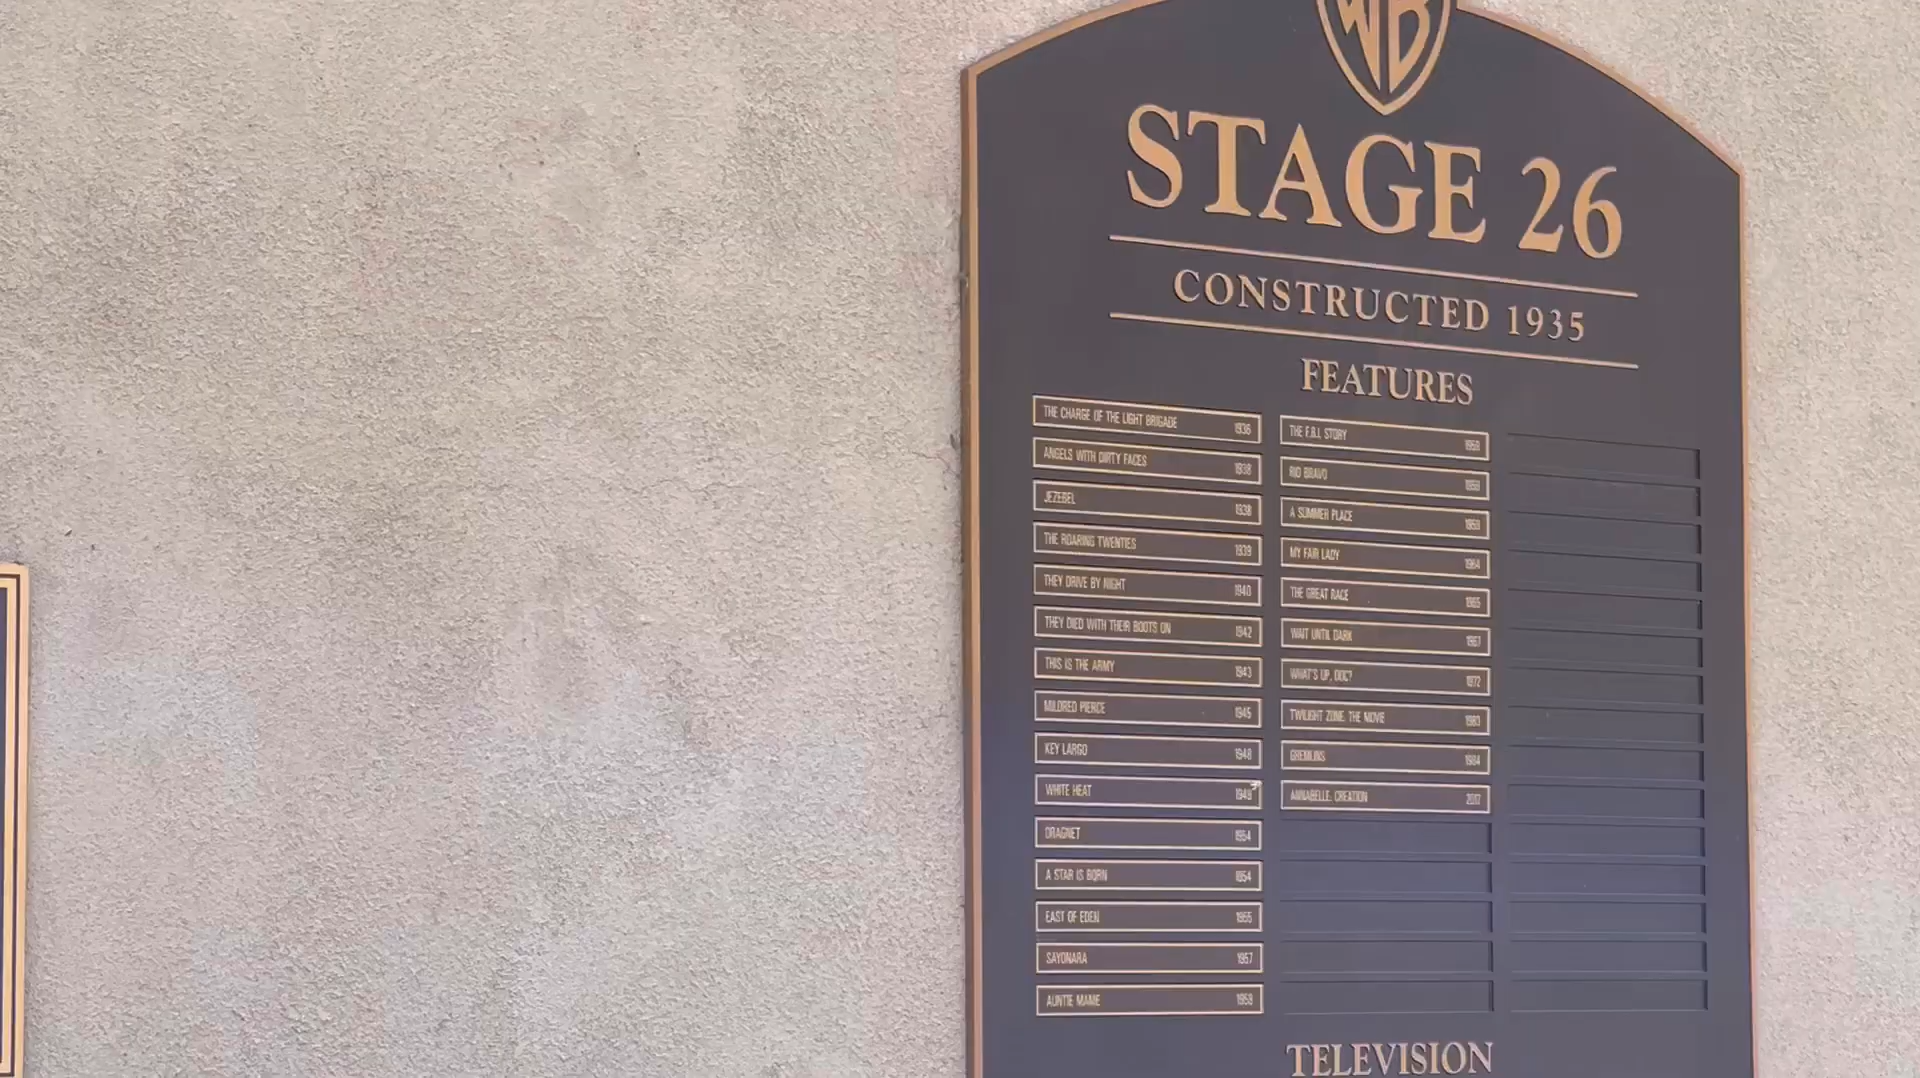 WB
STAGE 26
CONSTRUCTED 1935
FEATURES
THE CHARGE OF THE LIGHT BRIGADE 1936
ANGELS WITH DIRTY FACES 1938
JEZEBEL 1938
THE ROARING TWENTIES 1939
THEY DRIVE BY NIGHT 1940
THEY DIED WITH THEIR BOOTS ON 1942
THIS IS THE ARMY 1943
MILDRED PIERCE 1945
KEY LARGO 1948
WHITE HEAT 1949
DRAGNET 1954
A STAR IS BORN 1954
EAST OF EDEN 1955
SAYONARA 1957
AUNTIE MAME 1958
THE F.B.I. STORY 1959
RIO BRAVO 1959
A SUMMER PLACE 1959
MY FAIR LADY 1964
THE GREAT RACE 1965
WAIT UNTIL DARK 1967
WHAT'S UP, DOC? 1972
TWILIGHT ZONE: THE MOVIE 1983
GREMLINS 1984
ANNABELLE: CREATION 2017
TELEVISION